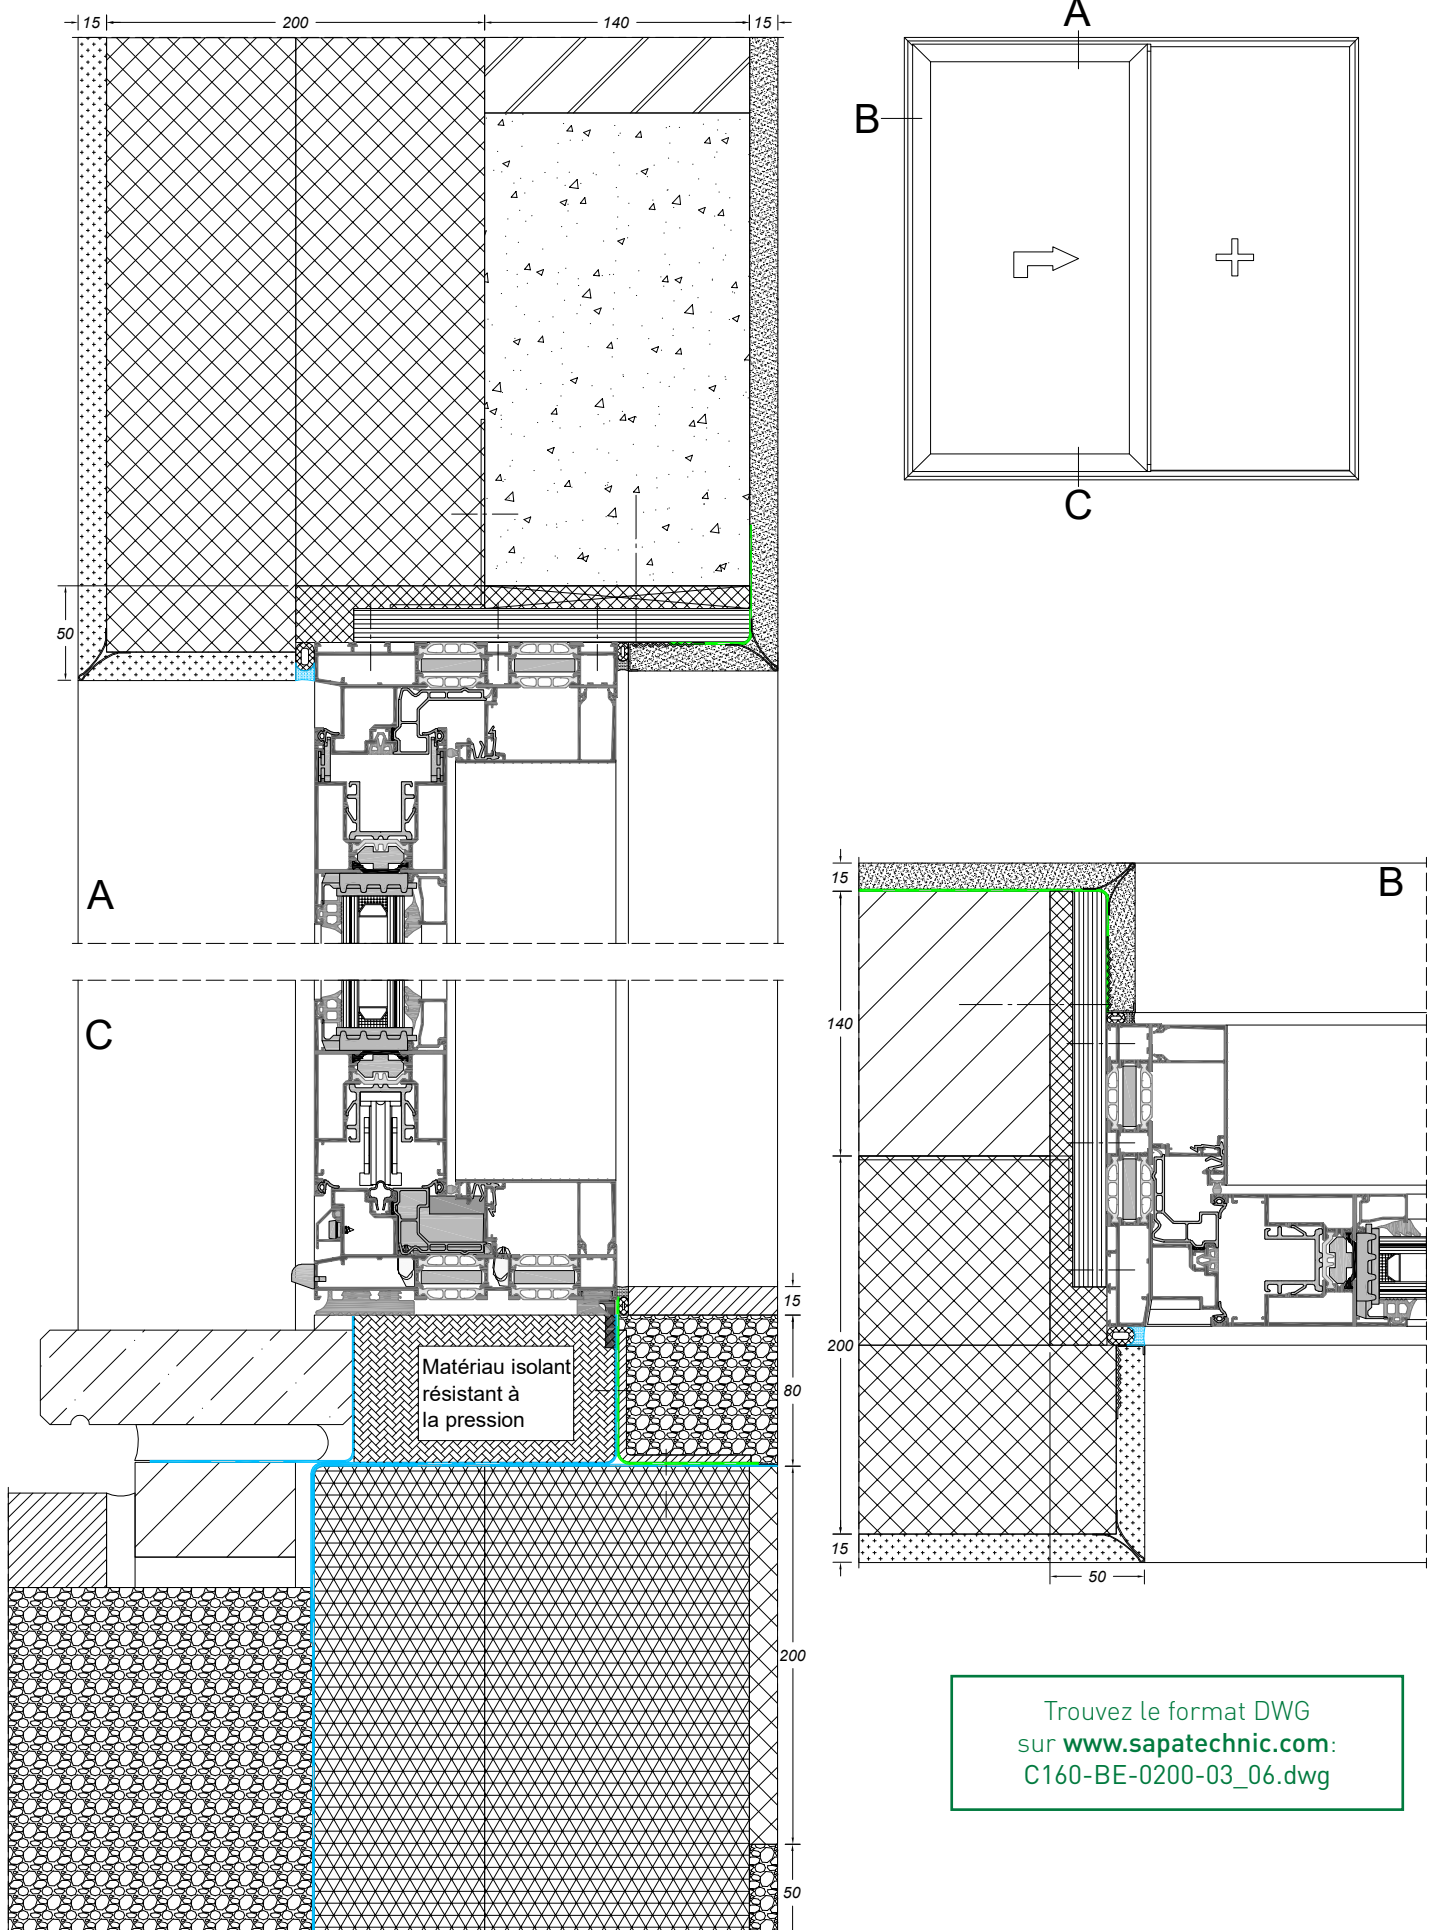 15 200 140 15
A
B
C
50
A
C
15
Matériau isolant
résistant à
la pression
80
200
50
B
15
140
200
15
50
Trouvez le format DWG
sur www.sapatechnic.com:
C160-BE-0200-03_06.dwg